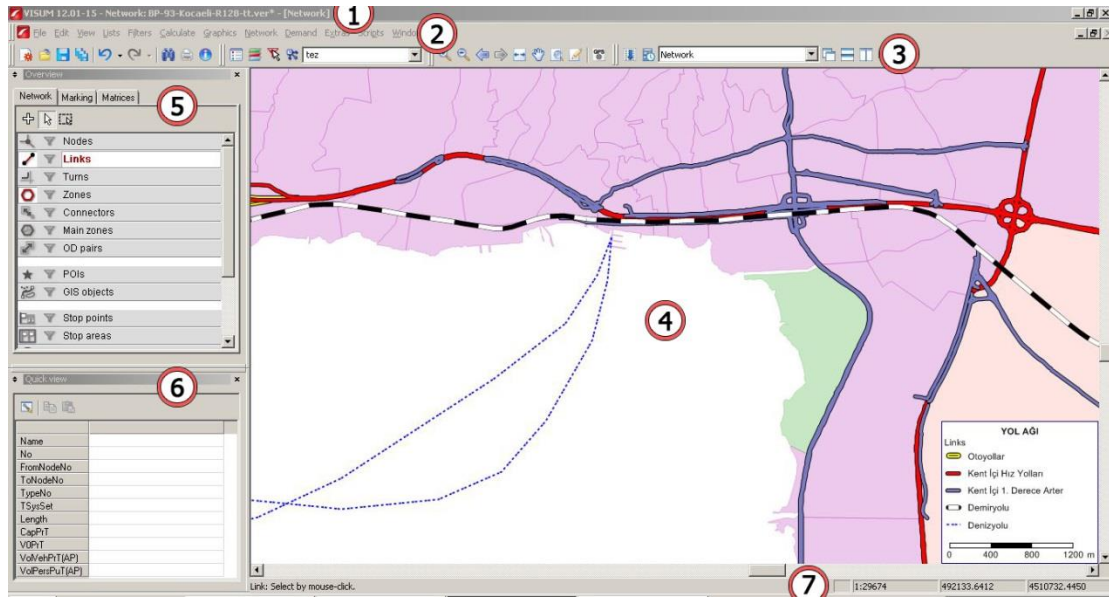 VISUM 12.01-15 - Network: BP-93-Kocaeli-R120-tt.ver* - [Network]
1
File Edit View Lists Filters Calculate Graphics Network Demand Extras Scripts
2
tez
GPS
Network
3
Overview
Network Marking Matrices
5
Nodes
Links
Turns
Zones
Connectors
Main zones
OD pairs
POIs
GIS objects
Stop points
Stop areas
4
Quick view
6
Name
No
FromNodeNo
ToNodeNo
TypeNo
TSysSet
Length
CapPrT
V0PrT
VolVehPrT(AP)
VolPersPuT(AP)
YOL AĞI
Links
Otoyollar
Kent İçi Hız Yolları
Kent İçi 1. Derece Arter
Demiryolu
Denizyolu
0 400 800 1200 m
Link: Select by mouse-click.
7
1:29674
492133.6412
4510732.4450